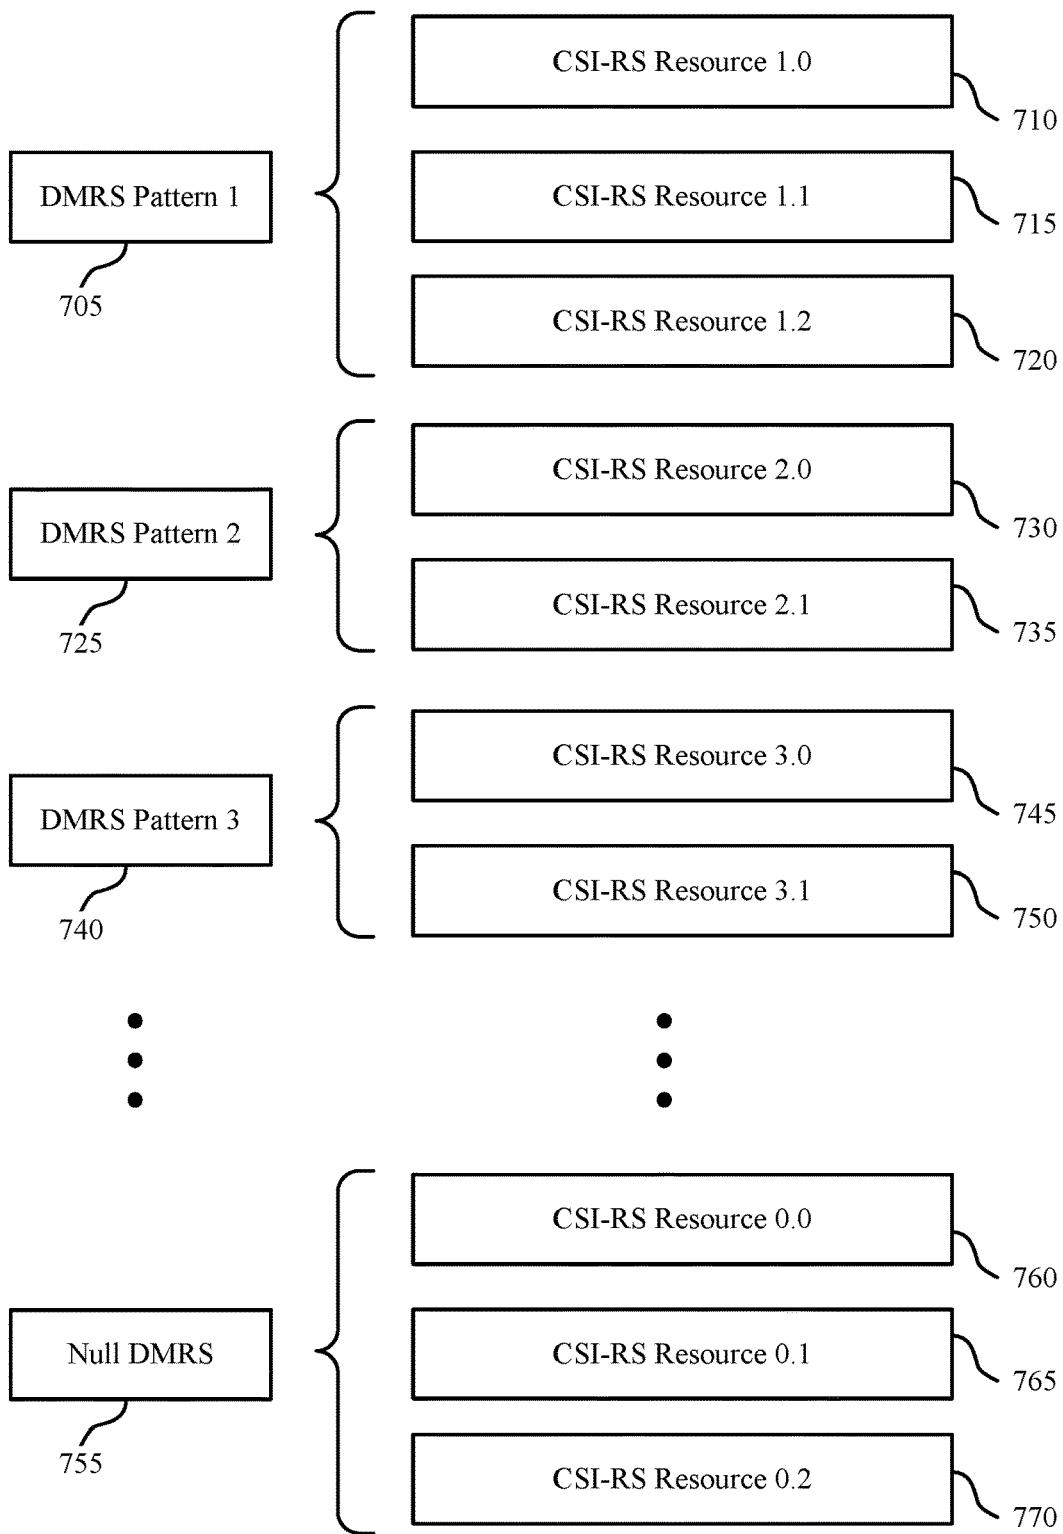 CSI-RS Resource 1.0
710
DMRS Pattern 1
705
CSI-RS Resource 1.1
715
CSI-RS Resource 1.2
720
DMRS Pattern 2
725
CSI-RS Resource 2.0
730
CSI-RS Resource 2.1
735
DMRS Pattern 3
740
CSI-RS Resource 3.0
745
CSI-RS Resource 3.1
750
Null DMRS
755
CSI-RS Resource 0.0
760
CSI-RS Resource 0.1
765
CSI-RS Resource 0.2
770